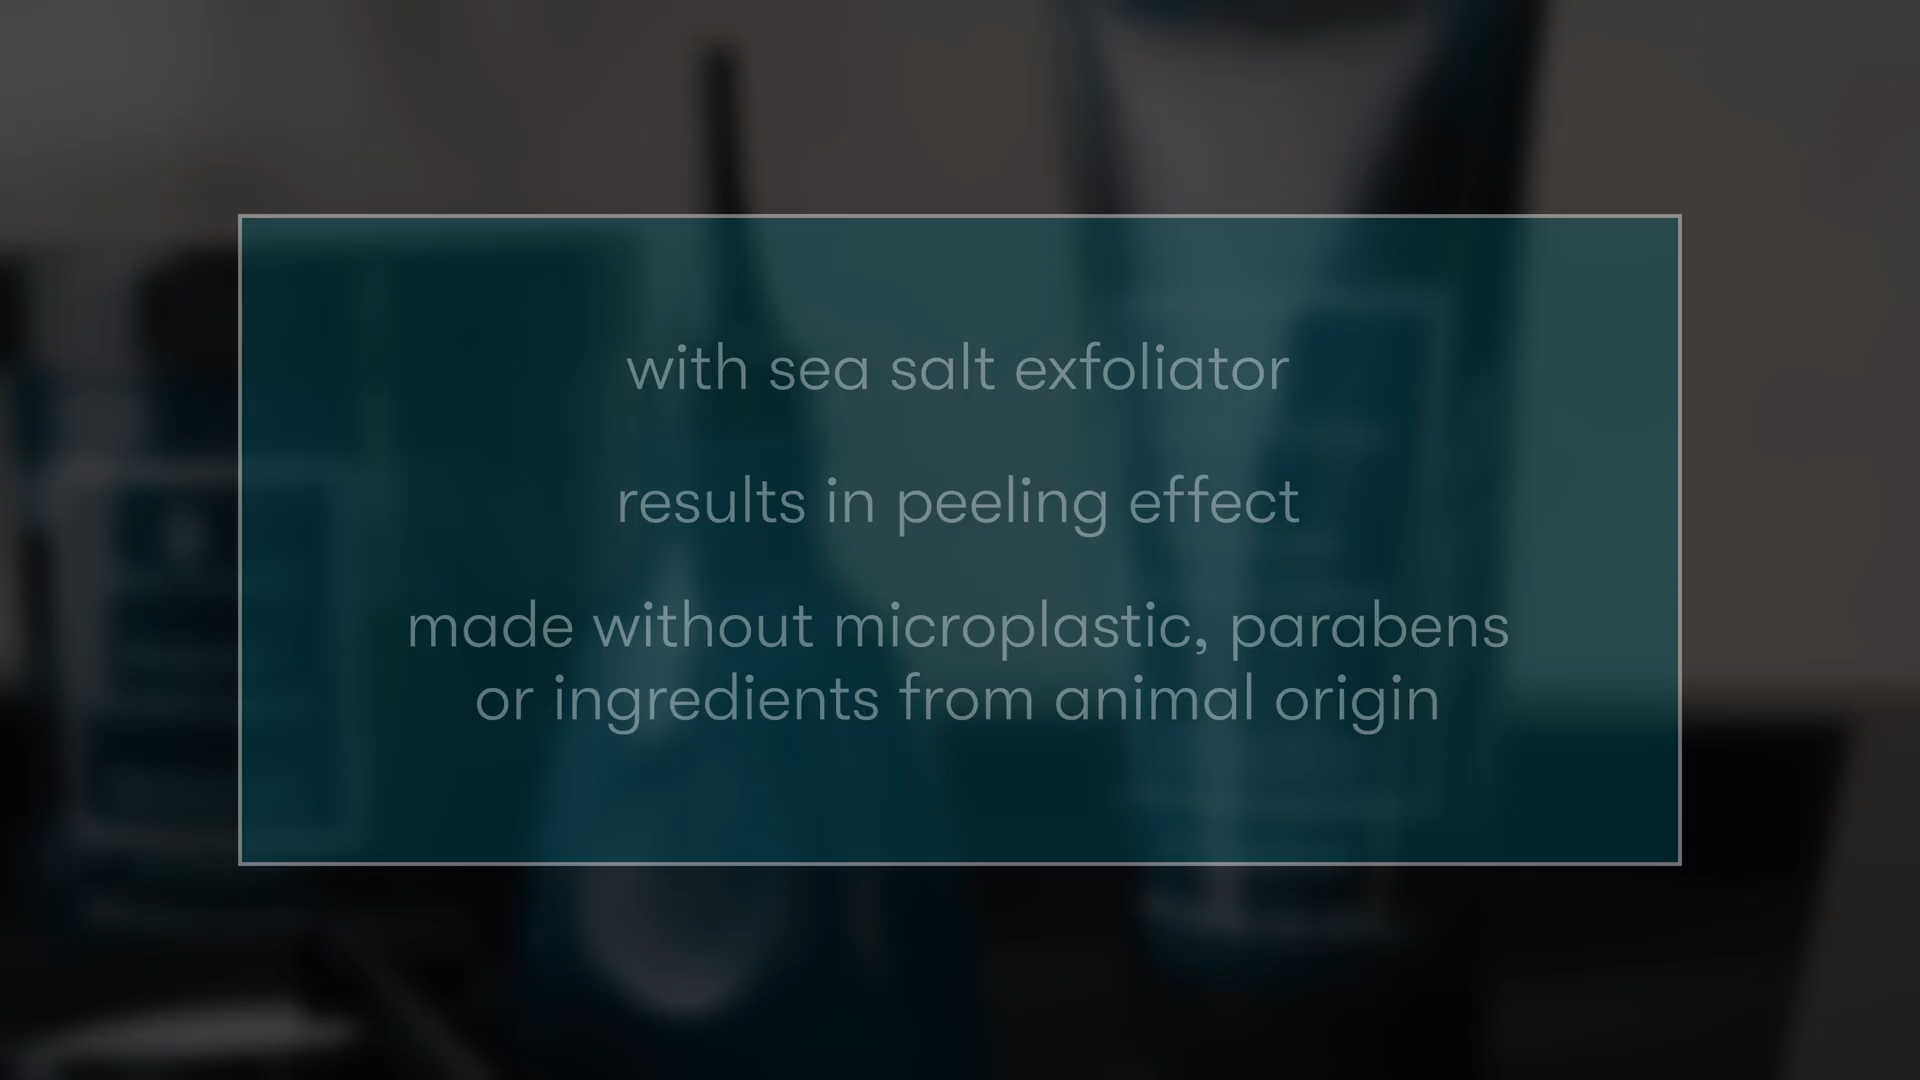 with sea salt exfoliator
results in peeling effect
made without microplastic, parabens
or ingredients from animal origin